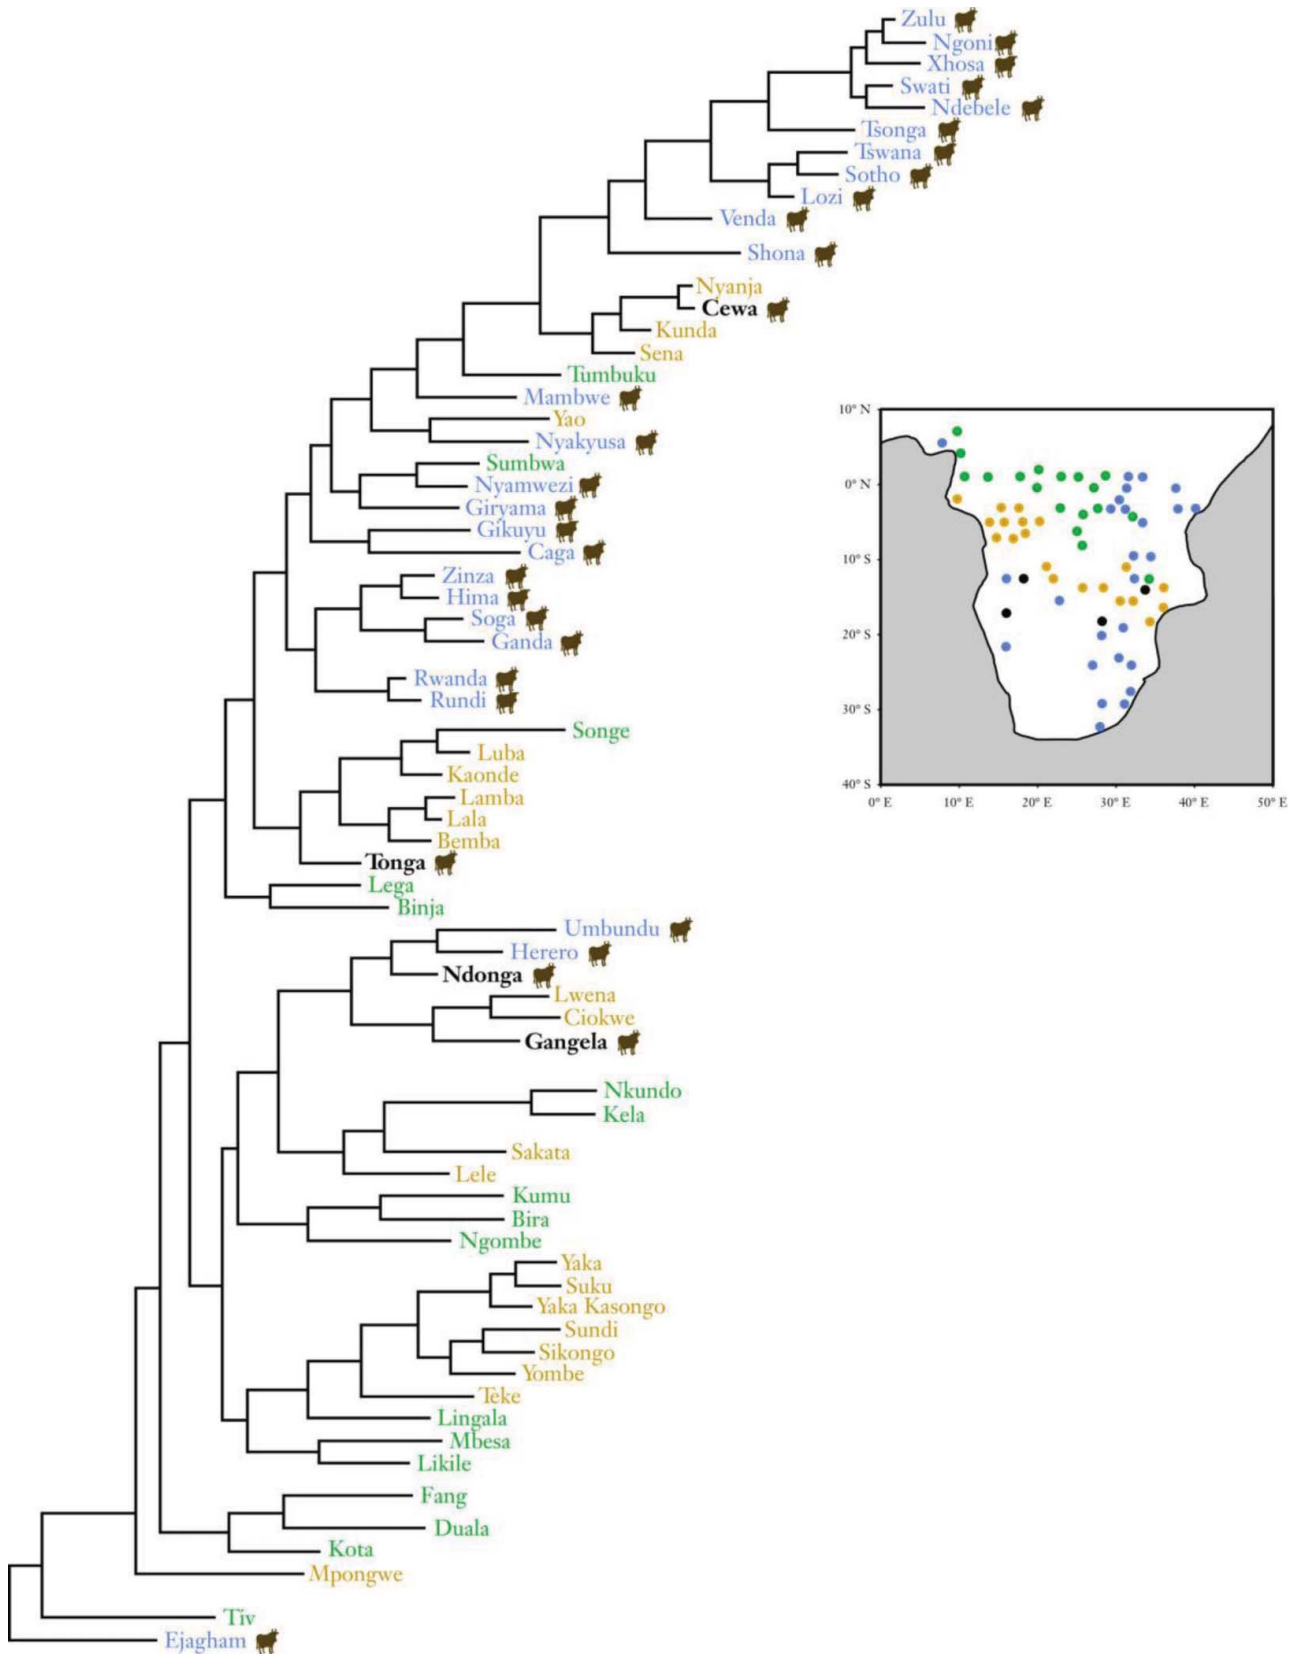 Zulu
Ngoni
Xhosa
Swati
Ndebele
Tsonga
Tswana
Sotho
Lozi
Venda
Shona
Nyanja
Cewa
Kunda
Sena
Tumbuku
Mambwe
Yao
Nyakyusa
Sumbwa
Nyamwezi
Giryama
Gikuyu
Caga
Zinza
Hima
Soga
Ganda
Rwanda
Rundi
Songe
Luba
Kaonde
Lamba
Lala
Bemba
Tonga
Lega
Binja
Umbundu
Herero
Ndonga
Lwena
Ciokwe
Gangela
Nkundo
Kela
Sakata
Lele
Kumu
Bira
Ngombe
Yaka
Suku
Yaka Kasongo
Sundi
Sikongo
Yombe
Teke
Lingala
Mbesa
Likile
Fang
Duala
Kota
Mpongwe
Tiv
Ejagham
10° N
0° N
10° S
20° S
30° S
40° S
0° E 10° E 20° E 30° E 40° E 50° E